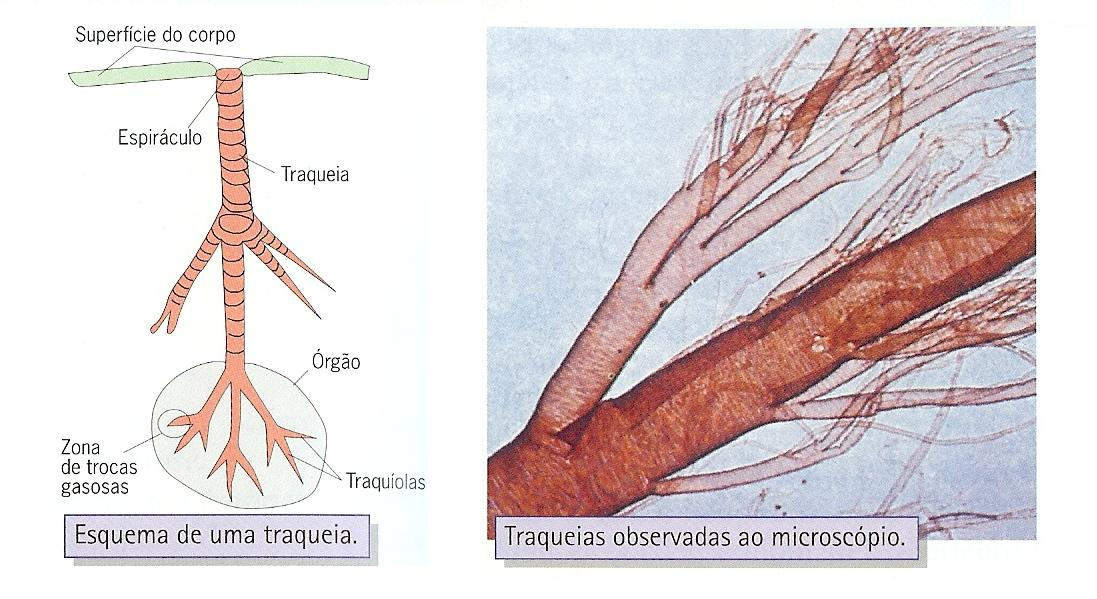 Superfície do corpo
Espiráculo
Traqueia
Órgão
Zona
de trocas
gasosas
Traquíolas
Esquema de uma traqueia.
Traqueias observadas ao microscópio.